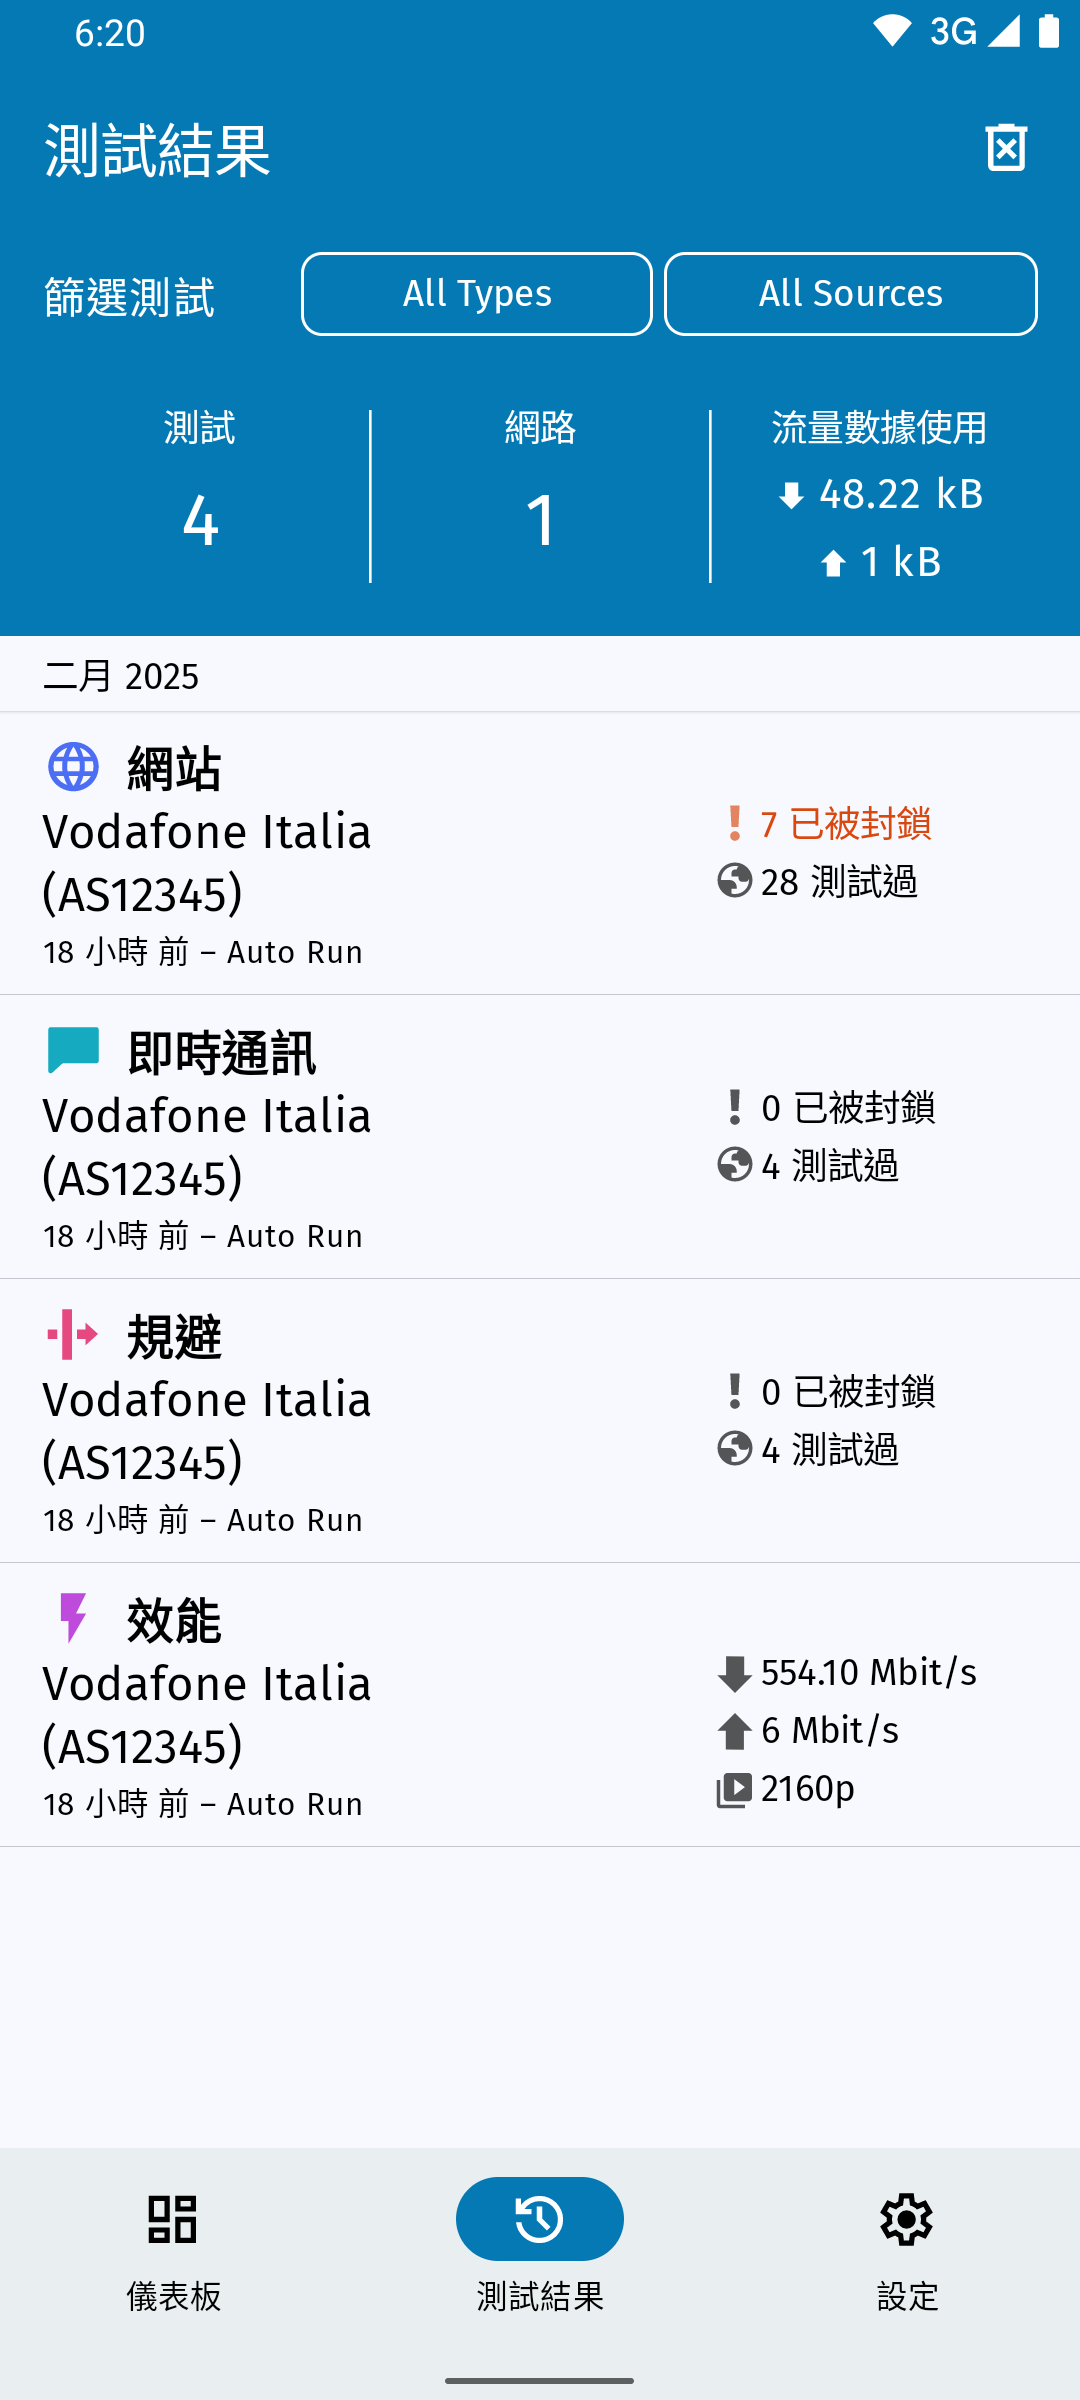 6:20
3G
測試結果
篩選測試
All Types
All Sources
測試
4
網路
1
流量數據使用
48.22 kB
1 kB
二月 2025
網站
Vodafone Italia
(AS12345)
18 小時 前 – Auto Run
7 已被封鎖
28 測試過
即時通訊
Vodafone Italia
(AS12345)
18 小時 前 – Auto Run
0 已被封鎖
4 測試過
規避
Vodafone Italia
(AS12345)
18 小時 前 – Auto Run
0 已被封鎖
4 測試過
效能
Vodafone Italia
(AS12345)
18 小時 前 – Auto Run
554.10 Mbit/s
6 Mbit/s
2160p
儀表板
測試結果
設定